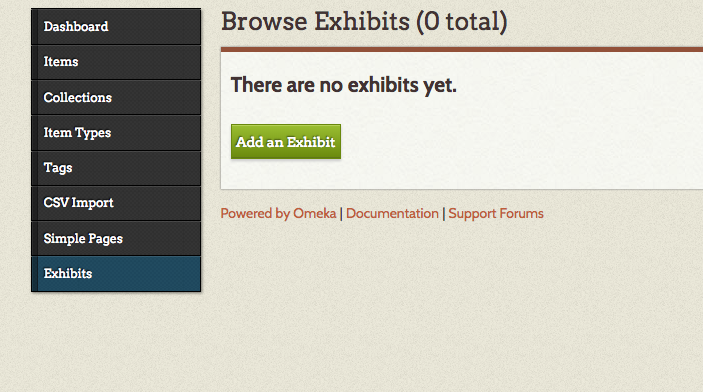 Dashboard
Items
Collections
Item Types
Tags
CSV Import
Simple Pages
Exhibits
Browse Exhibits (0 total)
There are no exhibits yet.
Add an Exhibit
Powered by Omeka | Documentation | Support Forums